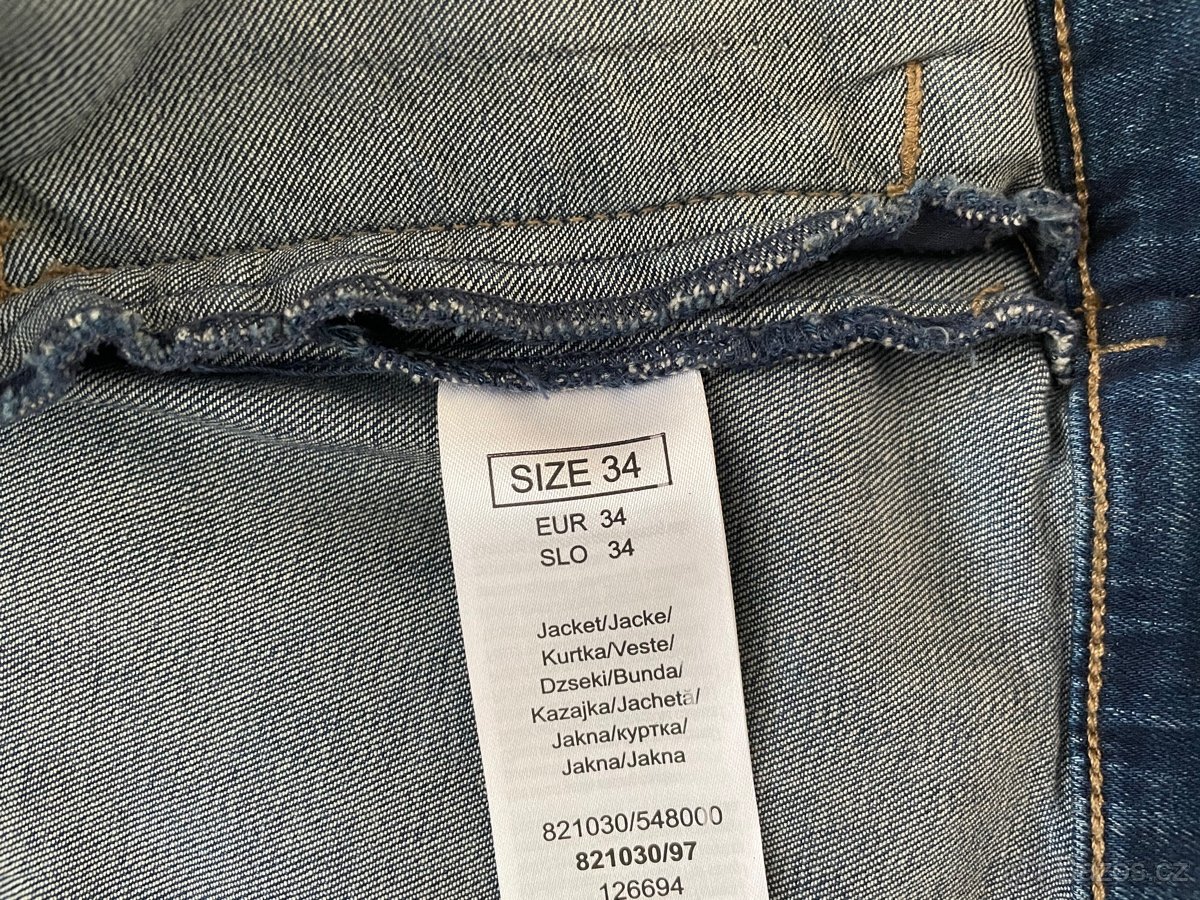 SIZE 34
EUR 34
SLO 34
Jacket/Jacke/
Kurtka/Veste/
Dzseki/Bunda/
Kazajka/Jachetă/
Jakna/куртка/
Jakna/Jakna
821030/548000
821030/97
126694